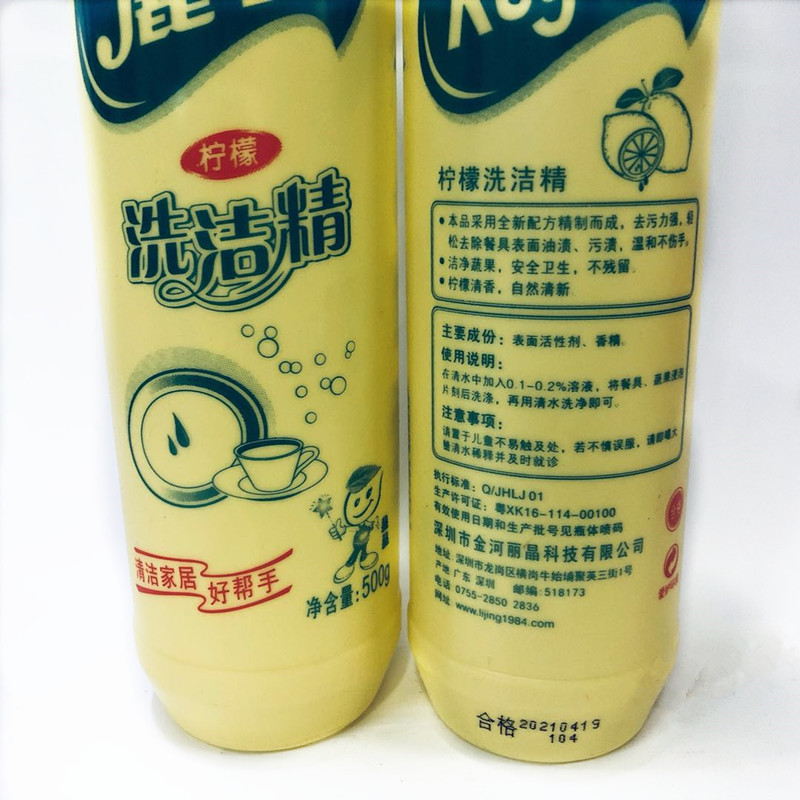 柠檬
洗洁精
清洁家居
好帮手
净含量:500g
柠檬洗洁精
•本品采用全新配方精制而成,去污力强,轻
松去除餐具表面油渍、污渍,温和不伤手。
•洁净蔬果,安全卫生,不残留。
•柠檬清香,自然清新
主要成份:表面活性剂、香精。
使用说明:
在清水中加入0.1-0.2%溶液,将餐具、蔬果浸泡
片刻后洗涤,再用清水洗净即可。
注意事项:
请置于儿童不易触及处,若不慎误服,请即喝大
量清水稀释并及时就诊
执行标准:Q/JHLJ 01
生产许可证:粤XK16-114-00100
有效使用日期和生产批号见瓶体喷码
深圳市金河丽晶科技有限公司
地址:深圳市龙岗区横岗牛始埔聚英三街1号
产地:广东 深圳 邮编:518173
电话:0755-2850 2836
网址:www.lijing1984.com
合格20210419
104